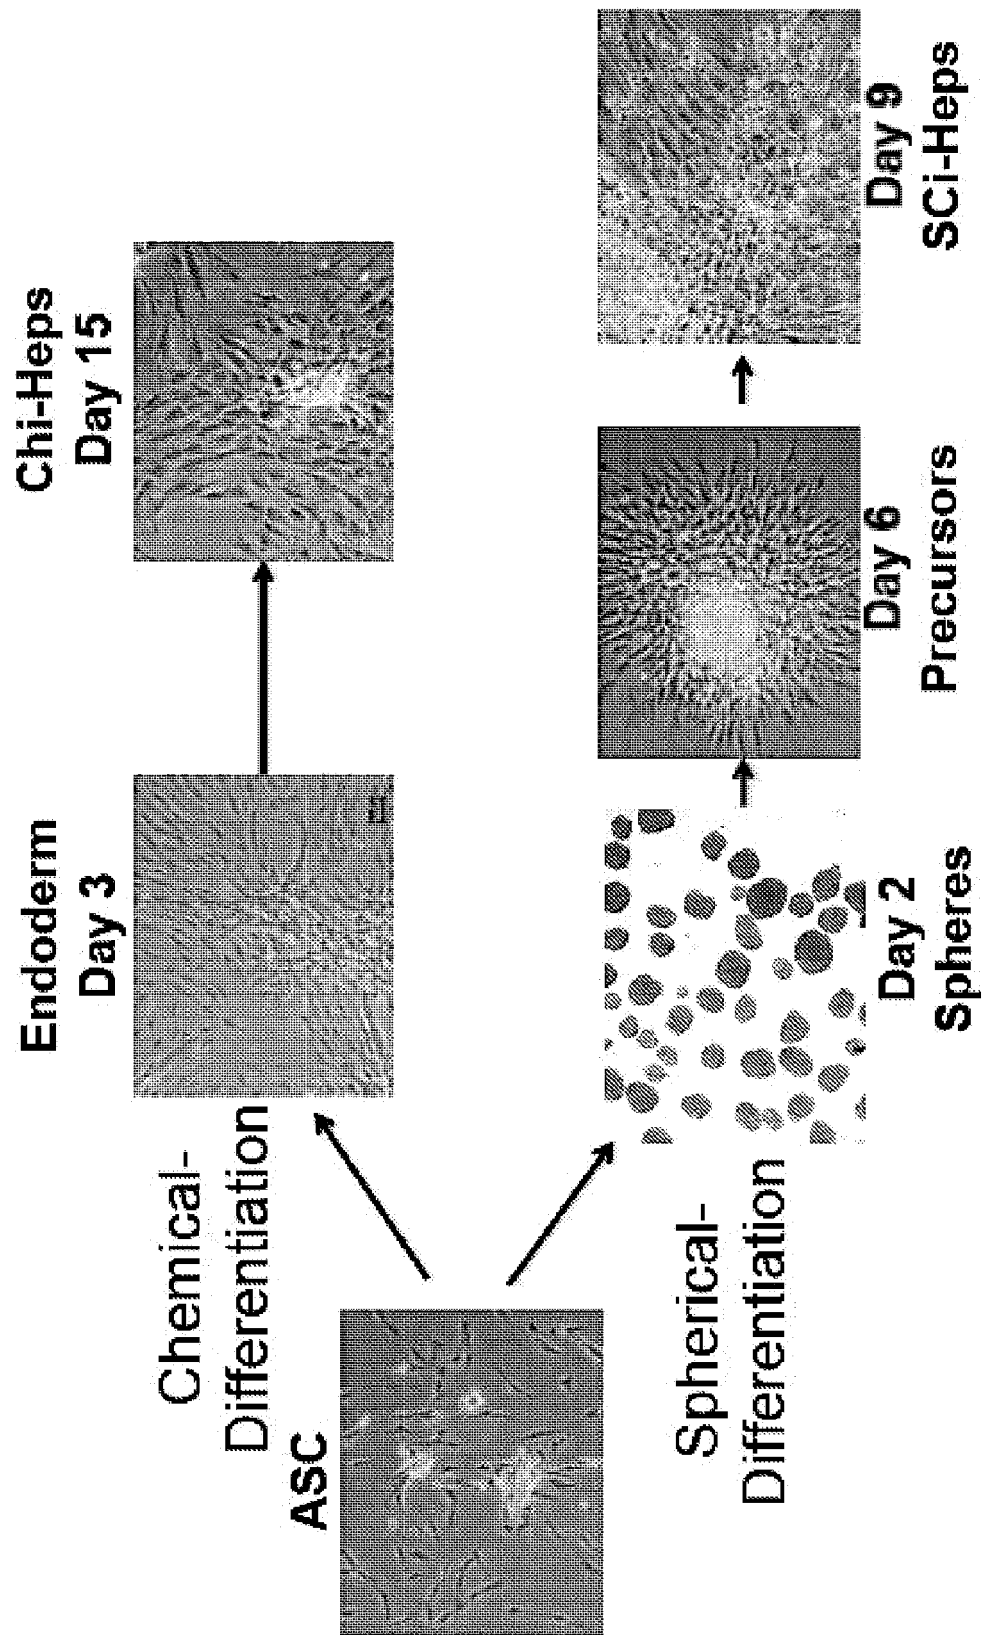 ASC
Chemical-
Differentiation
Endoderm
Day 3
Chi-Heps
Day 15
Spherical-
Differentiation
Day 2
Spheres
Day 6
Precursors
Day 9
SCi-Heps